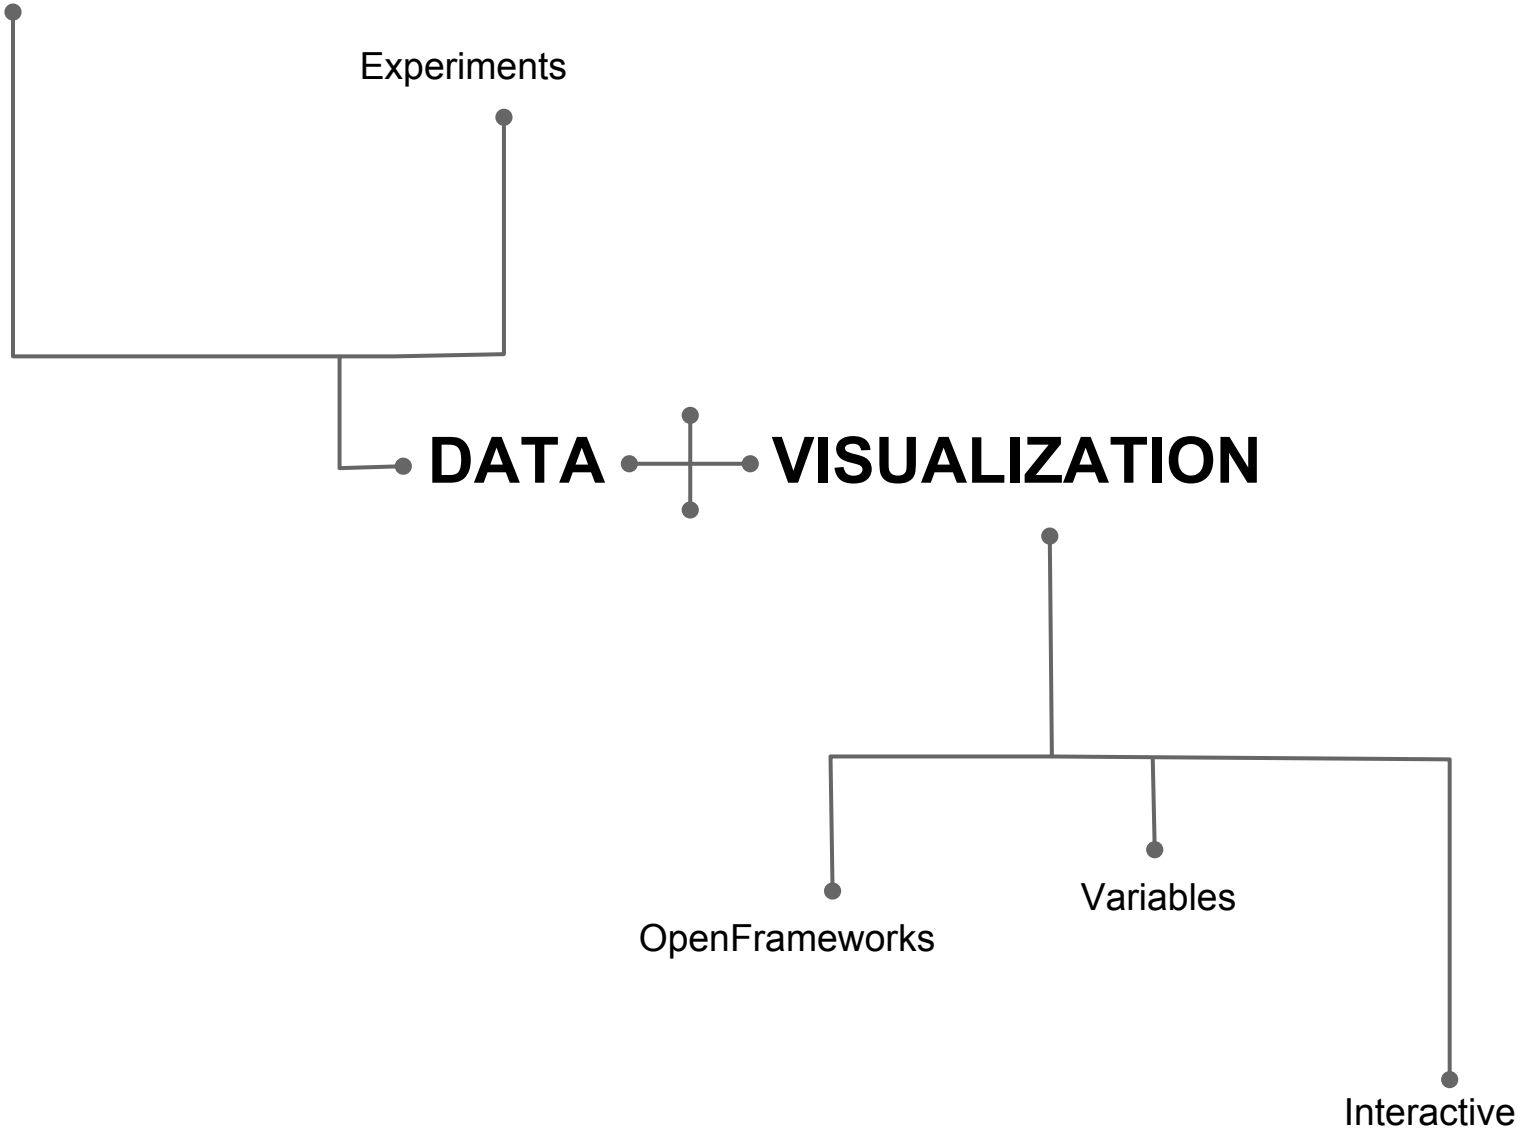 Experiments
DATA VISUALIZATION
Variables
OpenFrameworks
Interactive